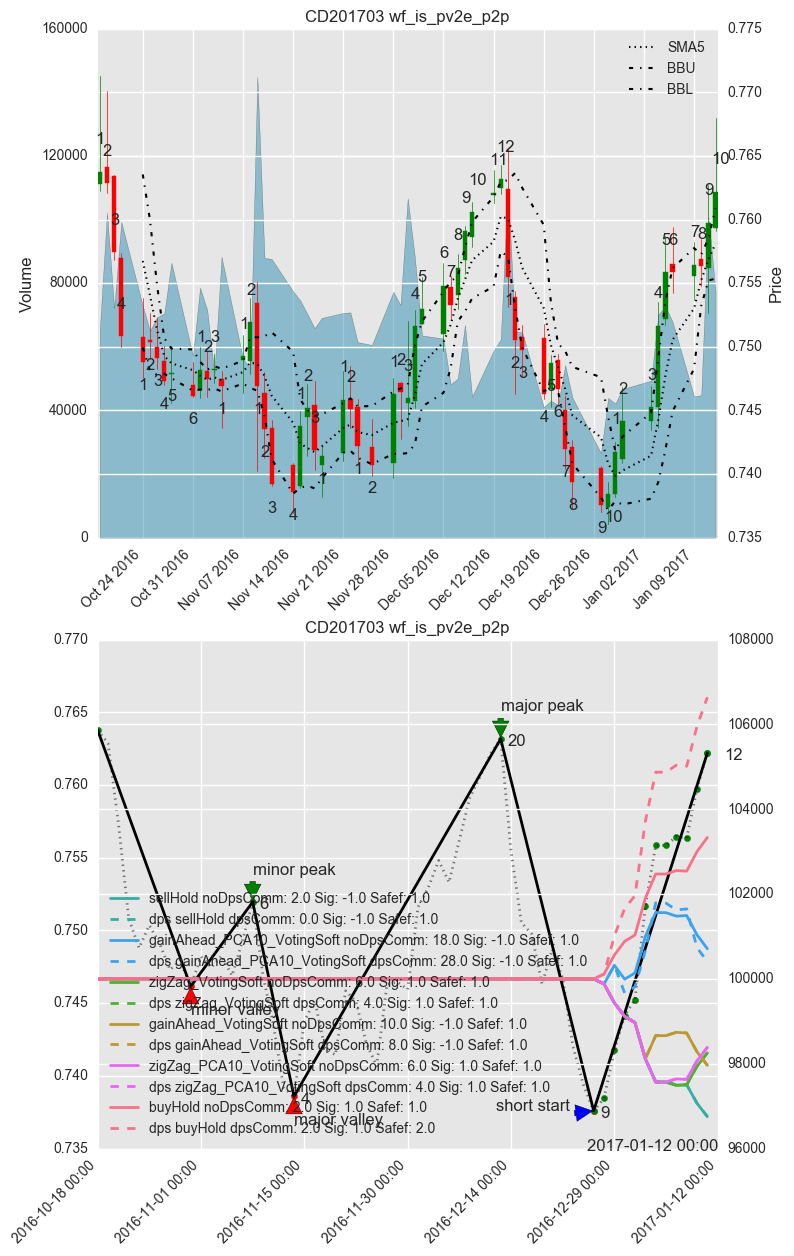 CD201703 wf_is_pv2e_p2p
160000
120000
80000
40000
0
Volume
0.775
0.770
0.765
0.760
0.755
0.750
0.745
0.740
0.735
Price
SMA5
BBU
BBL
Oct 24 2016
Oct 31 2016
Nov 07 2016
Nov 14 2016
Nov 21 2016
Nov 28 2016
Dec 05 2016
Dec 12 2016
Dec 19 2016
Dec 26 2016
Jan 02 2017
Jan 09 2017
CD201703 wf_is_pv2e_p2p
0.770
0.765
0.760
0.755
0.750
0.745
0.740
0.735
108000
106000
104000
102000
100000
98000
96000
major peak
20
12
minor peak
6
minor valley
4
major valley
short start
9
sellHold noDpsComm: 2.0 Sig: -1.0 Safef: 1.0
dps sellHold dpsComm: 0.0 Sig: -1.0 Safef: 1.0
gainAhead_PCA10_VotingSoft noDpsComm: 18.0 Sig: -1.0 Safef: 1.0
dps gainAhead_PCA10_VotingSoft dpsComm: 28.0 Sig: -1.0 Safef: 1.0
zigZag_VotingSoft noDpsComm: 6.0 Sig: 1.0 Safef: 1.0
dps zigZag_VotingSoft dpsComm: 4.0 Sig: 1.0 Safef: 1.0
gainAhead_VotingSoft noDpsComm: 10.0 Sig: -1.0 Safef: 1.0
dps gainAhead_VotingSoft dpsComm: 8.0 Sig: -1.0 Safef: 1.0
zigZag_PCA10_VotingSoft noDpsComm: 6.0 Sig: 1.0 Safef: 1.0
dps zigZag_PCA10_VotingSoft dpsComm: 4.0 Sig: 1.0 Safef: 1.0
buyHold noDpsComm: 2.0 Sig: 1.0 Safef: 1.0
dps buyHold dpsComm: 2.0 Sig: 1.0 Safef: 2.0
2017-01-12 00:00
2016-10-18 00:00
2016-11-01 00:00
2016-11-15 00:00
2016-11-30 00:00
2016-12-14 00:00
2016-12-29 00:00
2017-01-12 00:00